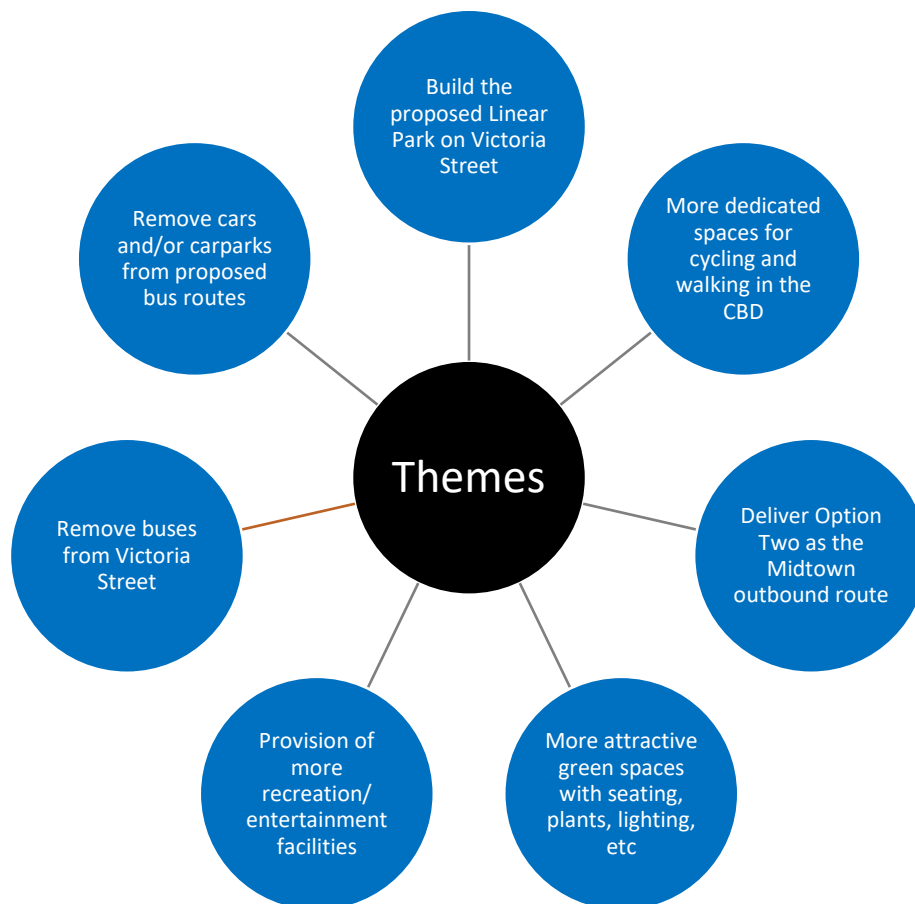 Build the
proposed Linear
Park on Victoria
Street
More dedicated
spaces for
cycling and
walking in the
CBD
Deliver Option
Two as the
Midtown
outbound route
More attractive
green spaces
with seating,
plants, lighting,
etc
Provision of
more
recreation/
entertainment
facilities
Remove buses
from Victoria
Street
Remove cars
and/or carparks
from proposed
bus routes
Themes